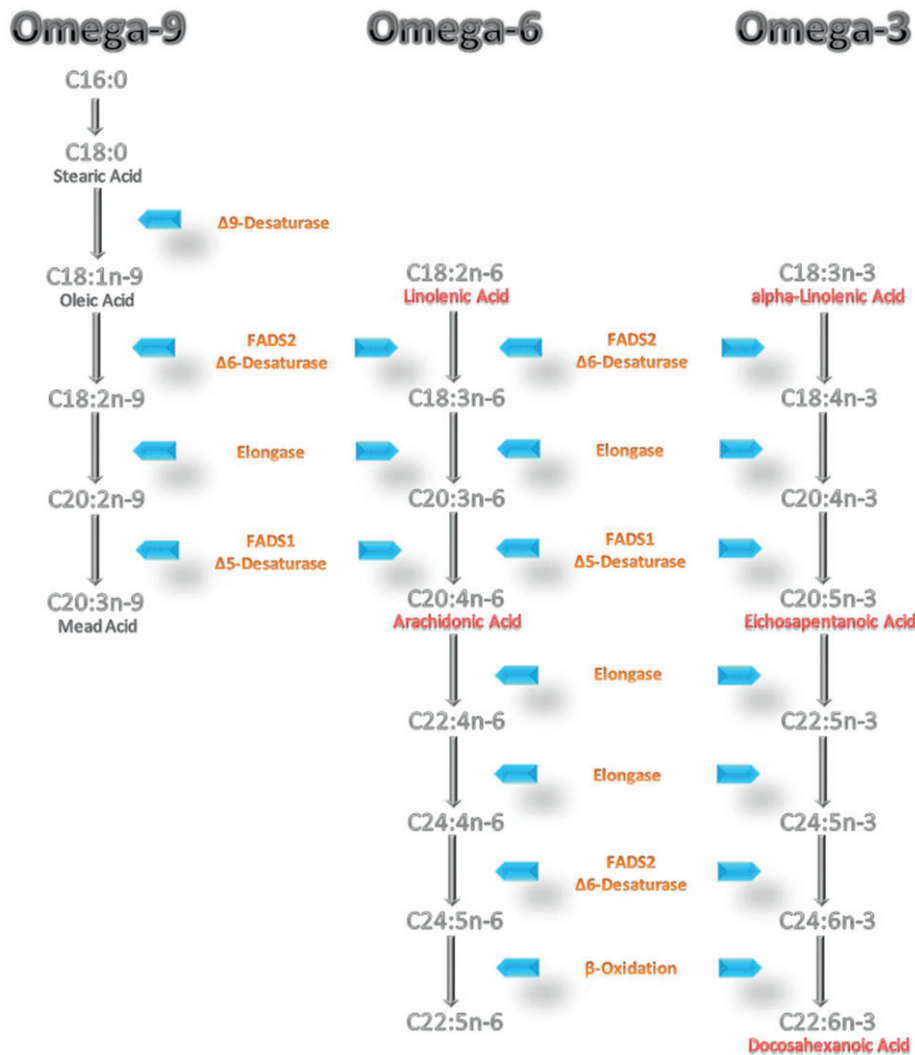 Omega-9
Omega-6
Omega-3
C16:0
C18:0
Stearic Acid
Δ9-Desaturase
C18:1n-9
Oleic Acid
C18:2n-6
Linolenic Acid
C18:3n-3
alpha-Linolenic Acid
FADS2
Δ6-Desaturase
FADS2
Δ6-Desaturase
C18:2n-9
C18:3n-6
C18:4n-3
Elongase
Elongase
C20:2n-9
C20:3n-6
C20:4n-3
FADS1
Δ5-Desaturase
FADS1
Δ5-Desaturase
C20:3n-9
Mead Acid
C20:4n-6
Arachidonic Acid
C20:5n-3
Eichosapentanoic Acid
Elongase
C22:4n-6
C22:5n-3
Elongase
C24:4n-6
C24:5n-3
FADS2
Δ6-Desaturase
C24:5n-6
C24:6n-3
β-Oxidation
C22:5n-6
C22:6n-3
Docosahexanoic Acid